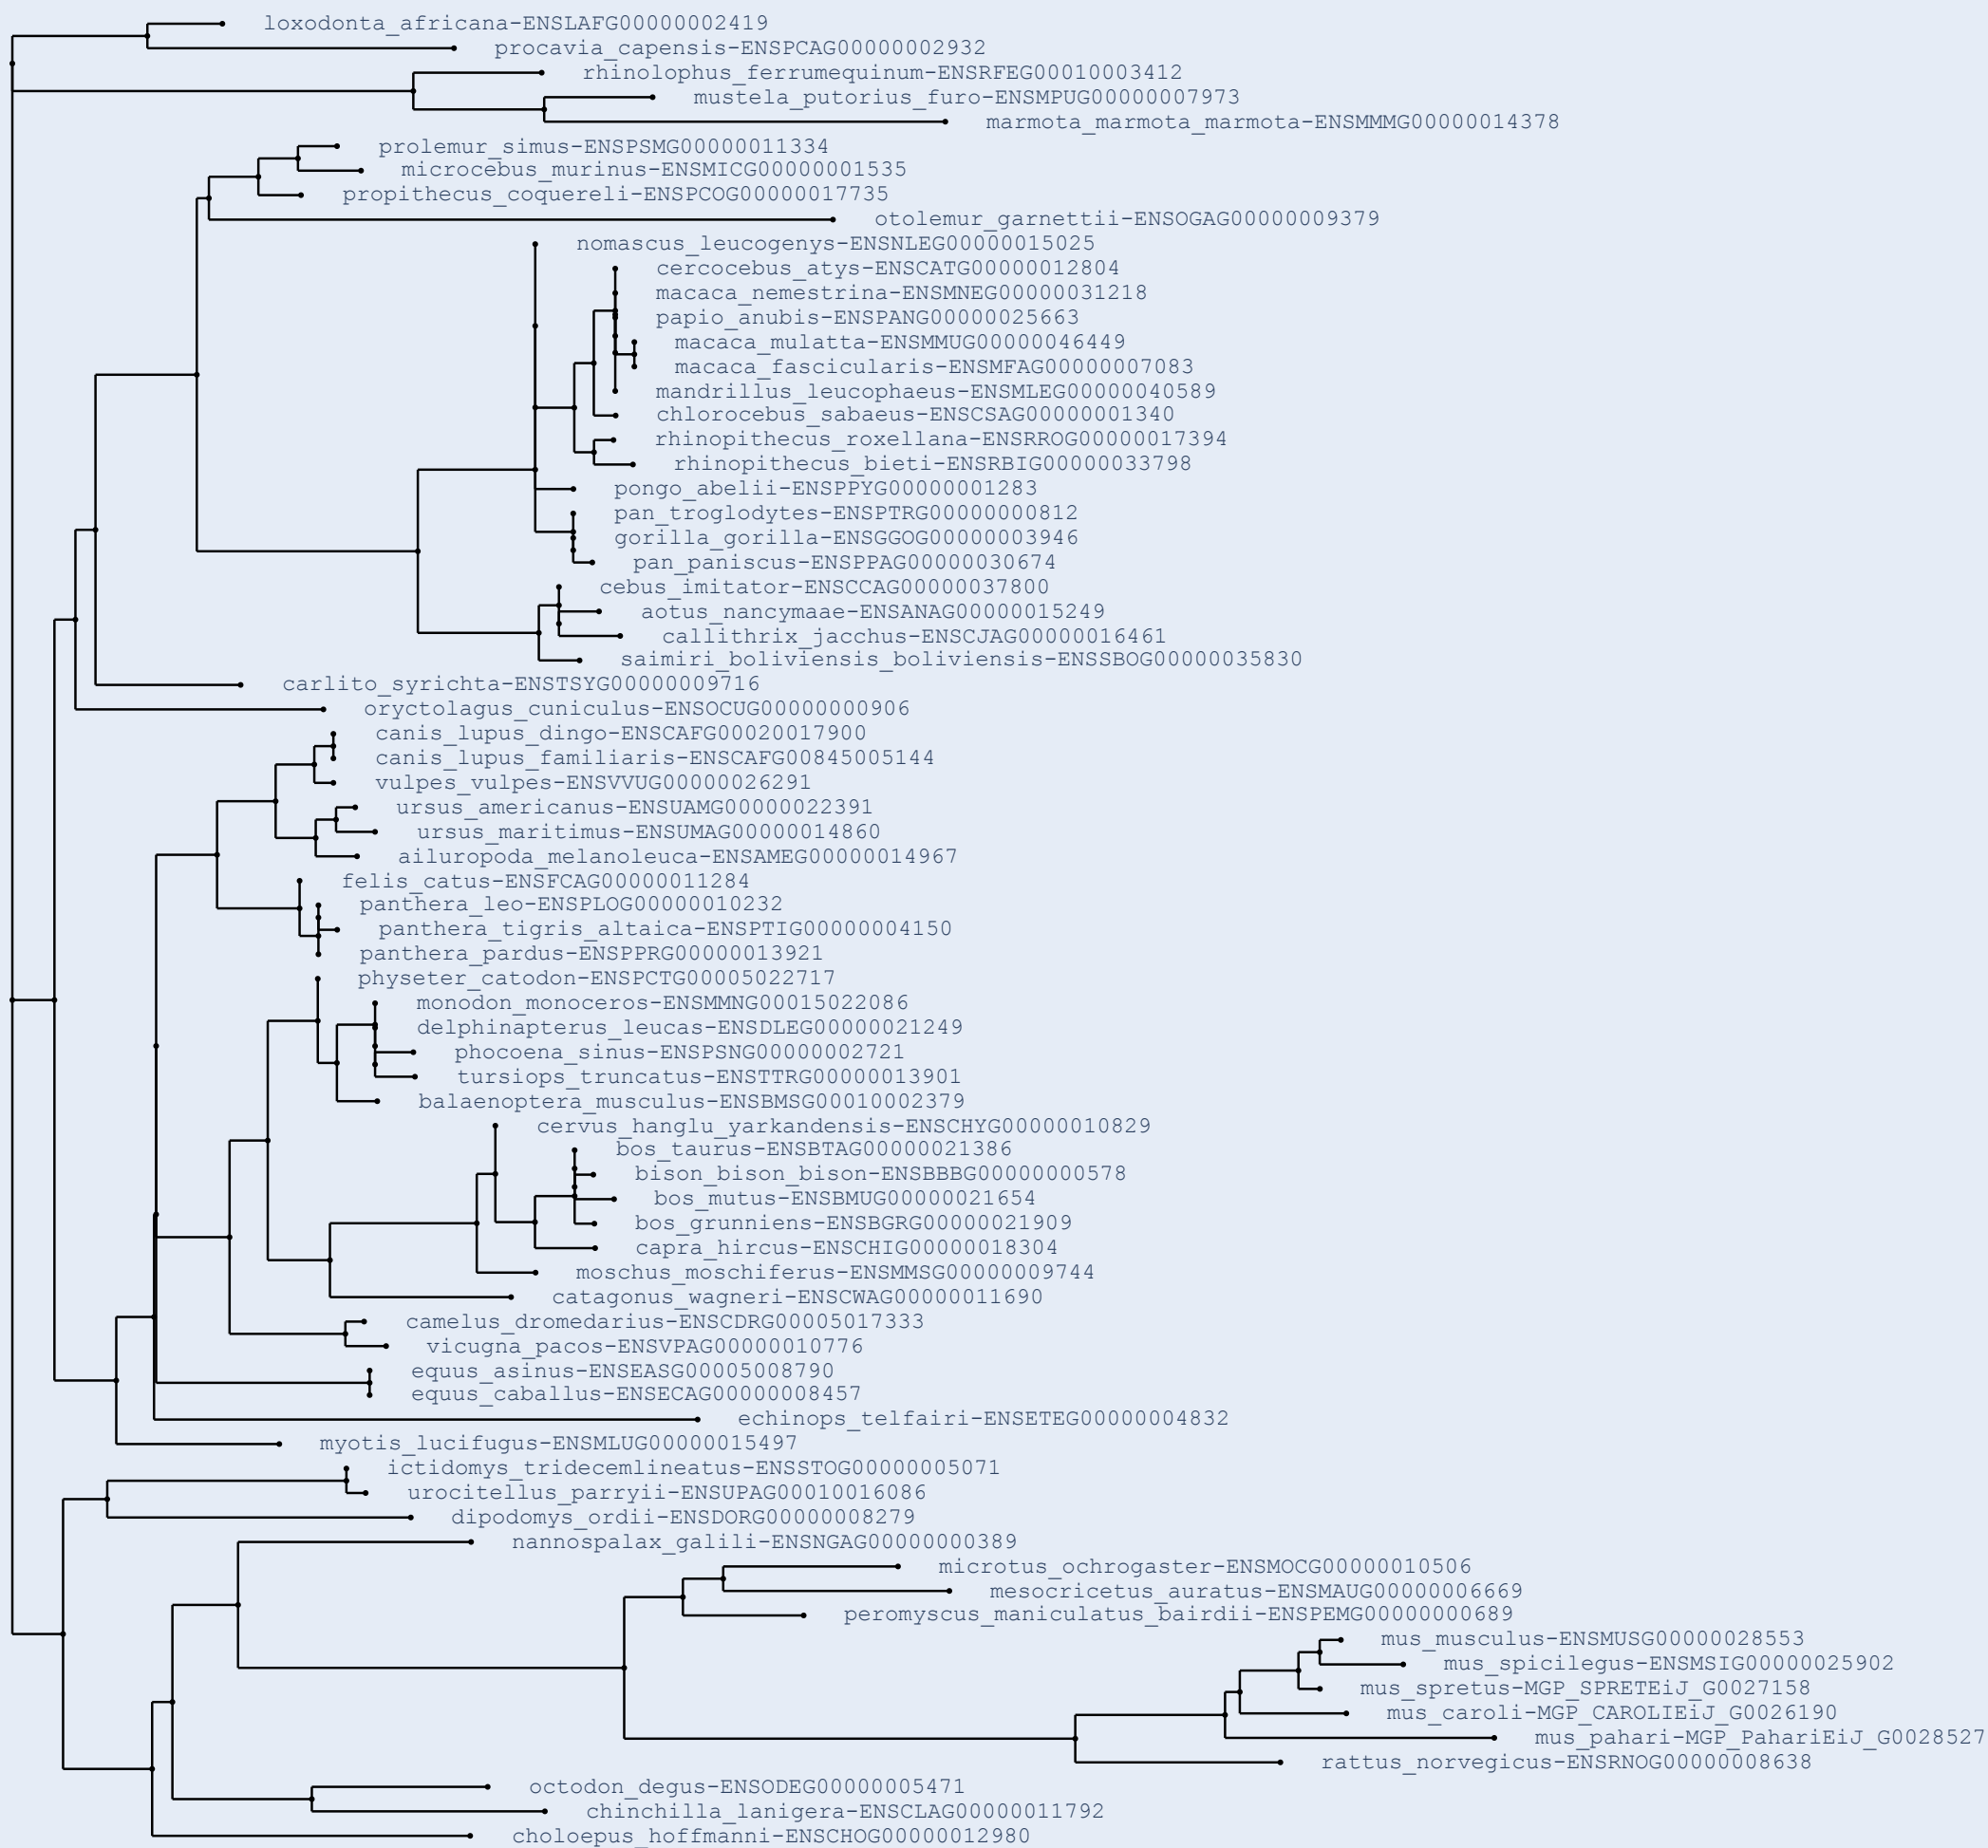 loxodonta_africana-ENSLAFG00000002419
procavia_capensis-ENSPCAG00000002932
rhinolophus_ferrumequinum-ENSRFEG00010003412
mustela_putorius_furo-ENSMPUG00000007973
marmota_marmota_marmota-ENSMMMG00000014378
prolemur_simus-ENSPSMG00000011334
microcebus_murinus-ENSMICG00000001535
propithecus_coquereli-ENSPCOG00000017735
otolemur_garnettii-ENSOGAG00000009379
nomascus_leucogenys-ENSNLEG00000015025
cercocebus_atys-ENSCATG00000012804
macaca_nemestrina-ENSMNEG00000031218
papio_anubis-ENSPANG00000025663
macaca_mulatta-ENSMMUG00000046449
macaca_fascicularis-ENSMFAG00000007083
mandrillus_leucophaeus-ENSMLEG00000040589
chlorocebus_sabaeus-ENSCSAG00000001340
rhinopithecus_roxellana-ENSRROG00000017394
rhinopithecus_bieti-ENSRBIG00000033798
pongo_abelii-ENSPPYG00000001283
pan_troglodytes-ENSPTRG00000000812
gorilla_gorilla-ENSGGOG00000003946
pan_paniscus-ENSPPAG00000030674
cebus_imitator-ENSCCAG00000037800
aotus_nancymaae-ENSANAG00000015249
callithrix_jacchus-ENSCJAG00000016461
saimiri_boliviensis_boliviensis-ENSSBOG00000035830
carlito_syrichta-ENSTSYG00000009716
oryctolagus_cuniculus-ENSOCUG00000000906
canis_lupus_dingo-ENSCAFG00020017900
canis_lupus_familiaris-ENSCAFG00845005144
vulpes_vulpes-ENSVVUG00000026291
ursus_americanus-ENSUAMG00000022391
ursus_maritimus-ENSUMAG00000014860
ailuropoda_melanoleuca-ENSAMEG00000014967
felis_catus-ENSFCAG00000011284
panthera_leo-ENSPLOG00000010232
panthera_tigris_altaica-ENSPTIG00000004150
panthera_pardus-ENSPPRG00000013921
physeter_catodon-ENSPCTG00005022717
monodon_monoceros-ENSMMNG00015022086
delphinapterus_leucas-ENSDLEG00000021249
phocoena_sinus-ENSPSNG00000002721
tursiops_truncatus-ENSTTRG00000013901
balaenoptera_musculus-ENSBMSG00010002379
cervus_hanglu_yarkandensis-ENSCHYG00000010829
bos_taurus-ENSBTAG00000021386
bison_bison_bison-ENSBBBG00000000578
bos_mutus-ENSBMUG00000021654
bos_grunniens-ENSBGRG00000021909
capra_hircus-ENSCHIG00000018304
moschus_moschiferus-ENSMMSG00000009744
catagonus_wagneri-ENSCWAG00000011690
camelus_dromedarius-ENSCDRG00005017333
vicugna_pacos-ENSVPAG00000010776
equus_asinus-ENSEASG00005008790
equus_caballus-ENSECAG00000008457
echinops_telfairi-ENSETEG00000004832
myotis_lucifugus-ENSMLUG00000015497
ictidomys_tridecemlineatus-ENSSTOG00000005071
urocitellus_parryii-ENSUPAG00010016086
dipodomys_ordii-ENSDORG00000008279
nannospalax_galili-ENSNGAG00000000389
microtus_ochrogaster-ENSMOCG00000010506
mesocricetus_auratus-ENSMAUG00000006669
peromyscus_maniculatus_bairdii-ENSPEMG00000000689
mus_musculus-ENSMUSG00000028553
mus_spicilegus-ENSMSIG00000025902
mus_spretus-MGP_SPRETEiJ_G0027158
mus_caroli-MGP_CAROLIEiJ_G0026190
mus_pahari-MGP_PahariEiJ_G0028527
rattus_norvegicus-ENSRNOG00000008638
octodon_degus-ENSODEG00000005471
chinchilla_lanigera-ENSCLAG00000011792
choloepus_hoffmanni-ENSCHOG00000012980